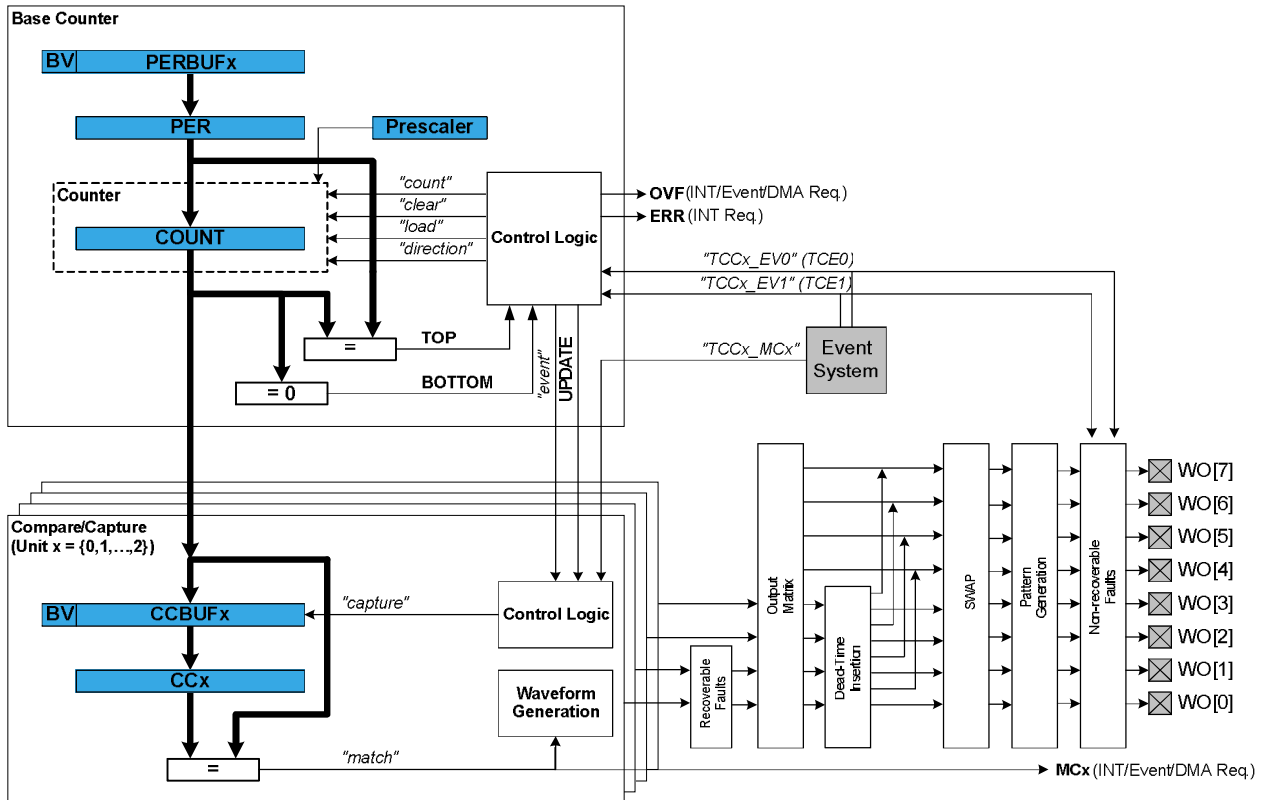 Base Counter
BV PERBUFx
PER
Prescaler
Counter
COUNT
"count"
"clear"
"load"
"direction"
Control Logic
OVF (INT/Event/DMA Req.)
ERR (INT Req.)
"TCCx_EV0" (TCE0)
"TCCx_EV1" (TCE1)
"TCCx_MCx"
Event
System
=
TOP
= 0
BOTTOM
"event"
UPDATE
Compare/Capture
(Unit x = {0,1,…,2})
BV CCBUFx
"capture"
Control Logic
CCx
Waveform
Generation
=
"match"
Recoverable
Faults
Output
Matrix
Dead-Time
Insertion
SWAP
Pattern
Generation
Non-recoverable
Faults
WO[7]
WO[6]
WO[5]
WO[4]
WO[3]
WO[2]
WO[1]
WO[0]
MCx (INT/Event/DMA Req.)